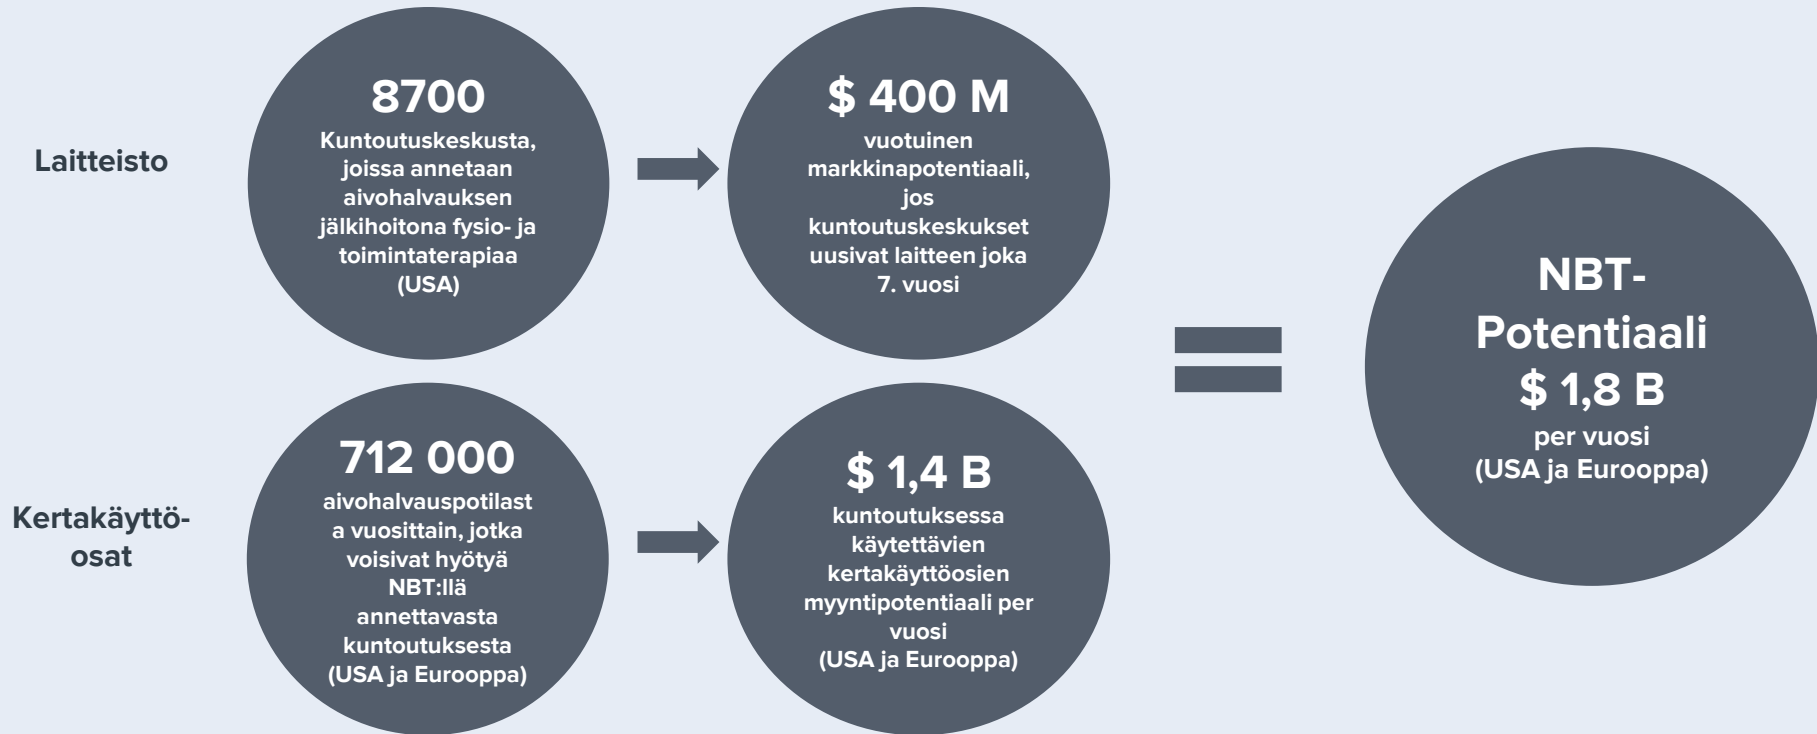 Laitteisto
8700
Kuntoutuskeskusta,
joissa annetaan
aivohalvauksen
jälkihoitona fysio- ja
toimintaterapiaa
(USA)
$ 400 M
vuotuinen
markkinapotentiaali,
jos
kuntoutuskeskukset
uusivat laitteen joka
7. vuosi
Kertakäyttö-
osat
712 000
aivohalvauspotilast
a vuosittain, jotka
voisivat hyötyä
NBT:llä
annettavasta
kuntoutuksesta
(USA ja Eurooppa)
$ 1,4 B
kuntoutuksessa
käytettävien
kertakäyttöosien
myyntipotentiaali per
vuosi
(USA ja Eurooppa)
NBT-
Potentiaali
$ 1,8 B
per vuosi
(USA ja Eurooppa)